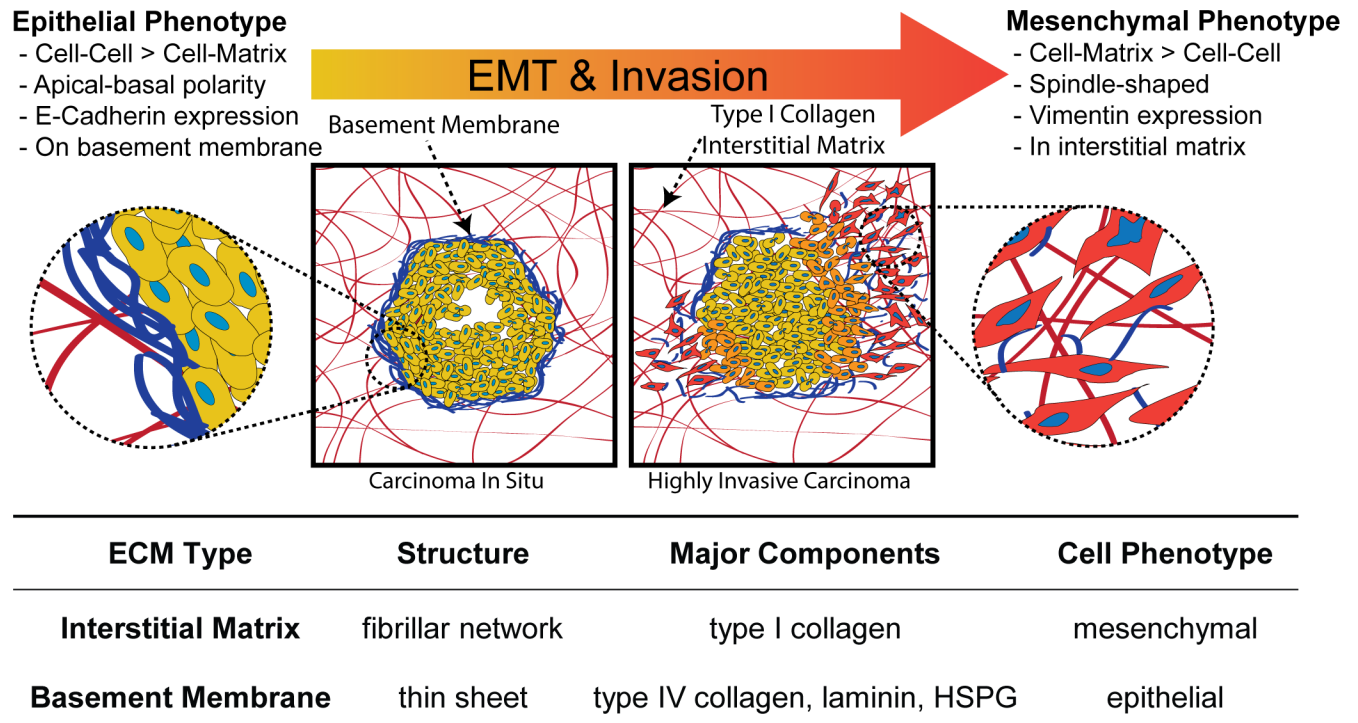 Epithelial Phenotype
- Cell-Cell > Cell-Matrix
- Apical-basal polarity
- E-Cadherin expression
- On basement membrane
EMT & Invasion
Mesenchymal Phenotype
- Cell-Matrix > Cell-Cell
- Spindle-shaped
- Vimentin expression
- In interstitial matrix
Basement Membrane
Type I Collagen
Interstitial Matrix
Carcinoma In Situ
Highly Invasive Carcinoma
ECM Type Structure Major Components Cell Phenotype
Interstitial Matrix fibrillar network type I collagen mesenchymal
Basement Membrane thin sheet type IV collagen, laminin, HSPG epithelial